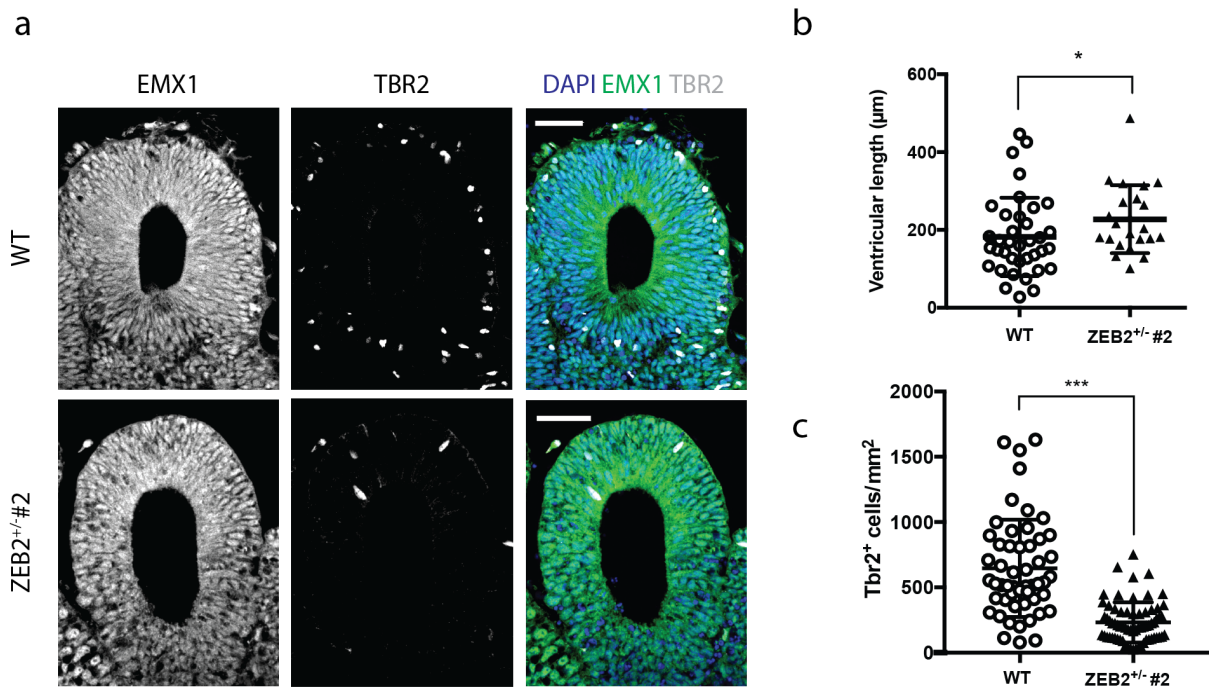 a
EMX1 TBR2 DAPI EMX1 TBR2
WT
ZEB2+/-#2
b
*
Ventricular length (µm)
600
400
200
0
WT ZEB2+/- #2
c
***
Tbr2+ cells/mm2
2000
1500
1000
500
0
WT ZEB2+/- #2